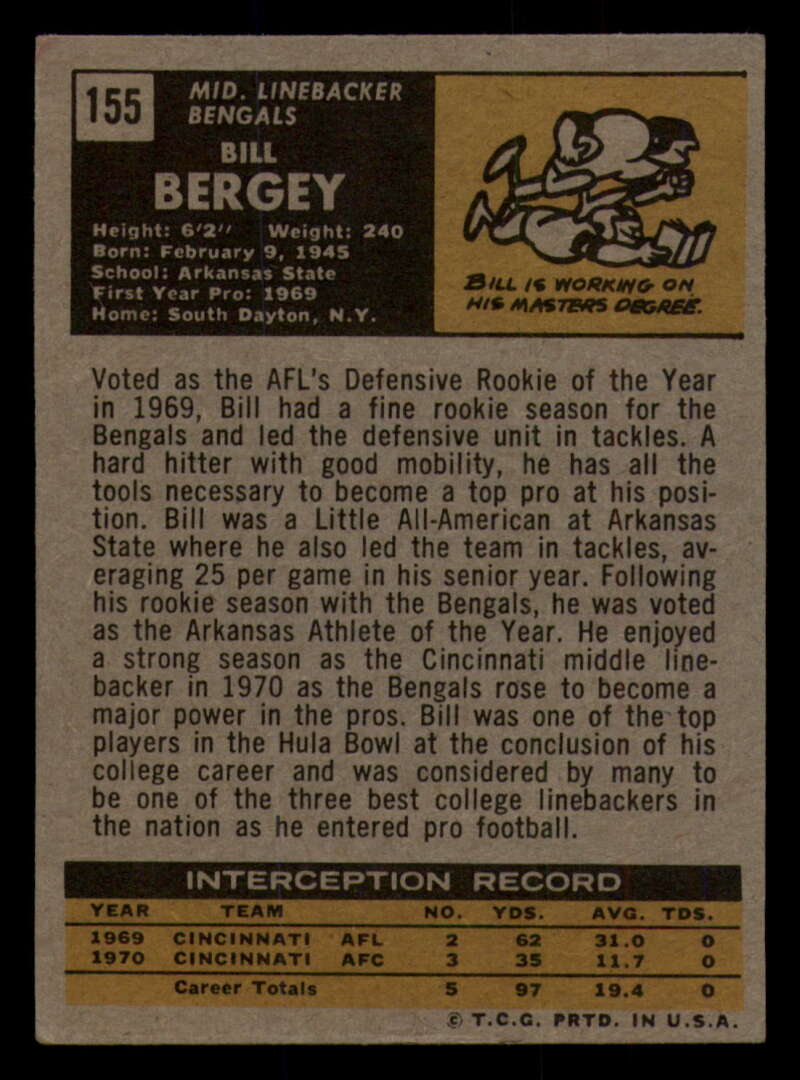 155
MID. LINEBACKER
BENGALS
BILL
BERGEY
Height: 6'2" Weight: 240
Born: February 9, 1945
School: Arkansas State
First Year Pro: 1969
Home: South Dayton, N.Y.
BILL IS WORKING ON
HIS MASTERS DEGREE.
Voted as the AFL's Defensive Rookie of the Year
in 1969, Bill had a fine rookie season for the
Bengals and led the defensive unit in tackles. A
hard hitter with good mobility, he has all the
tools necessary to become a top pro at his posi-
tion. Bill was a Little All-American at Arkansas
State where he also led the team in tackles, av-
eraging 25 per game in his senior year. Following
his rookie season with the Bengals, he was voted
as the Arkansas Athlete of the Year. He enjoyed
a strong season as the Cincinnati middle line-
backer in 1970 as the Bengals rose to become a
major power in the pros. Bill was one of the top
players in the Hula Bowl at the conclusion of his
college career and was considered by many to
be one of the three best college linebackers in
the nation as he entered pro football.
INTERCEPTION RECORD
YEAR TEAM NO. YDS. AVG. TDS.
1969 CINCINNATI AFL 2 62 31.0 0
1970 CINCINNATI AFC 3 35 11.7 0
Career Totals 5 97 19.4 0
© T.C.G. PRTD. IN U.S.A.